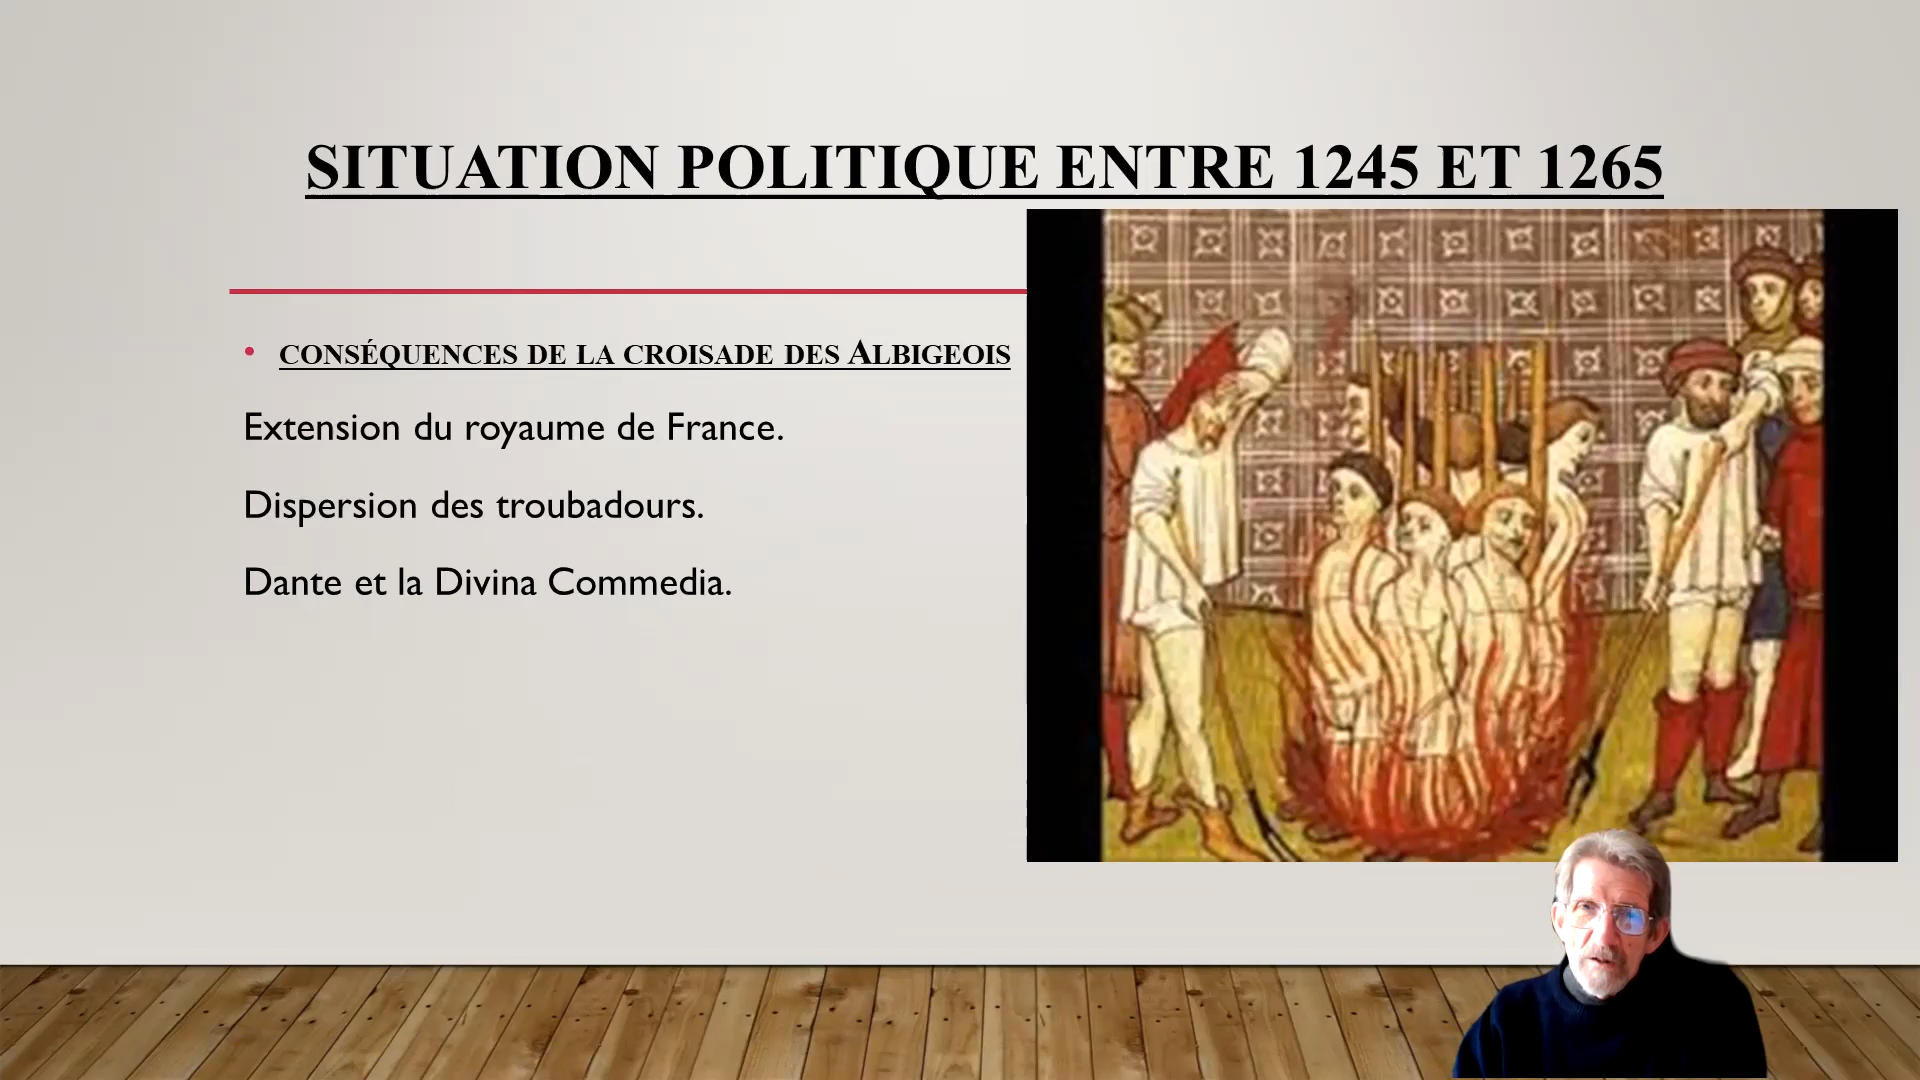 SITUATION POLITIQUE ENTRE 1245 ET 1265
• CONSÉQUENCES DE LA CROISADE DES ALBIGEOIS
Extension du royaume de France.
Dispersion des troubadours.
Dante et la Divina Commedia.